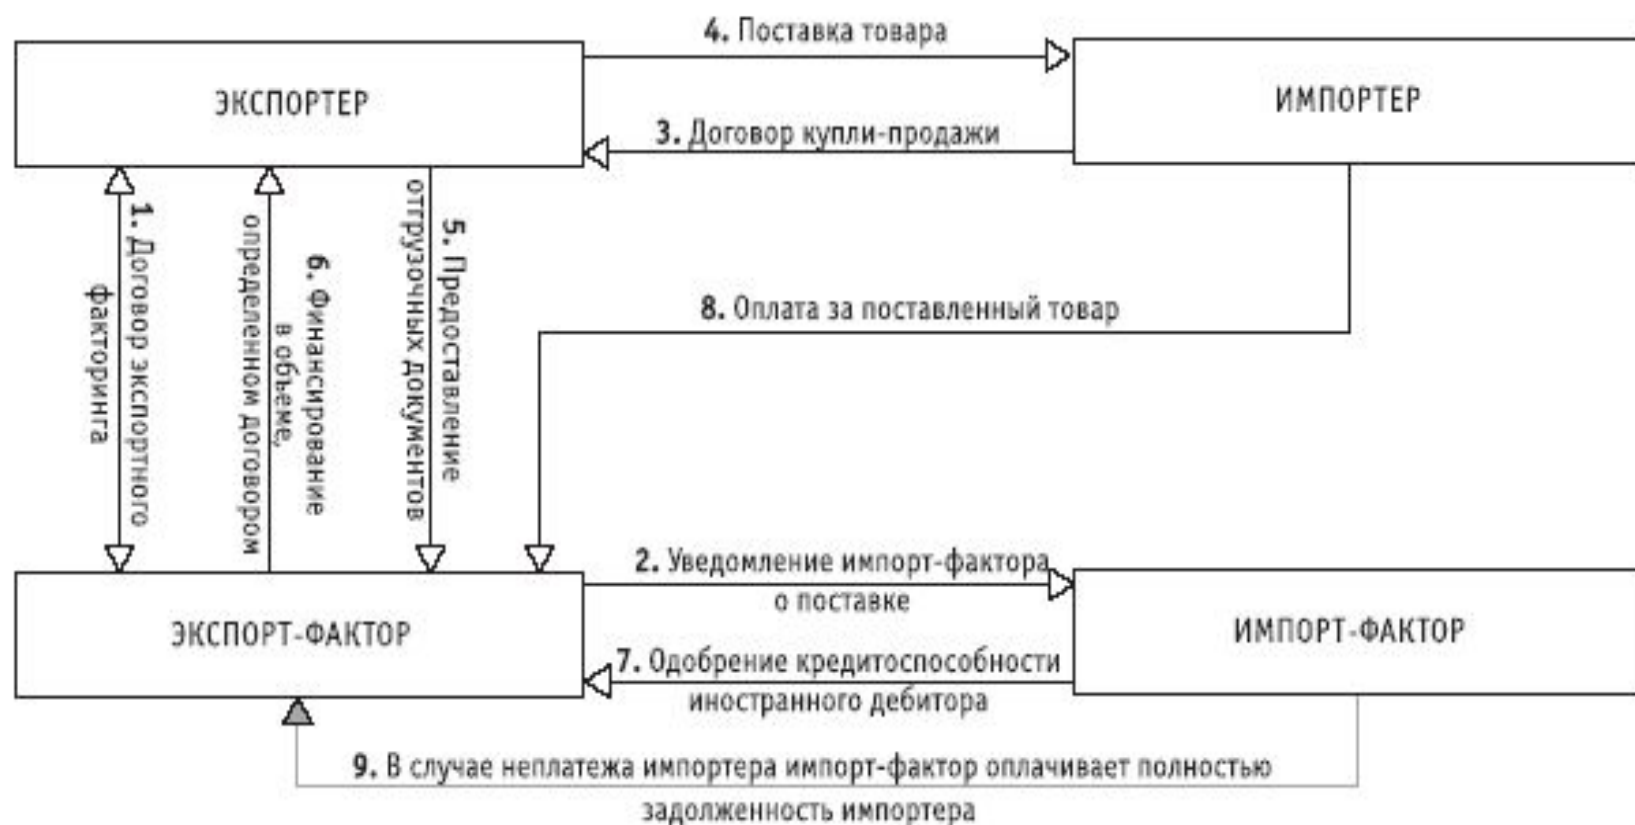 4. Поставка товара
ЭКСПОРТЕР
ИМПОРТЕР
3. Договор купли-продажи
1. Договор экспортного
факторинга
6. Финансирование
в объеме,
определенном договором
5. Предоставление
отгрузочных документов
8. Оплата за поставленный товар
2. Уведомление импорт-фактора
о поставке
ЭКСПОРТ-ФАКТОР
ИМПОРТ-ФАКТОР
7. Одобрение кредитоспособности
иностранного дебитора
9. В случае неплатежа импортера импорт-фактор оплачивает полностью
задолженность импортера